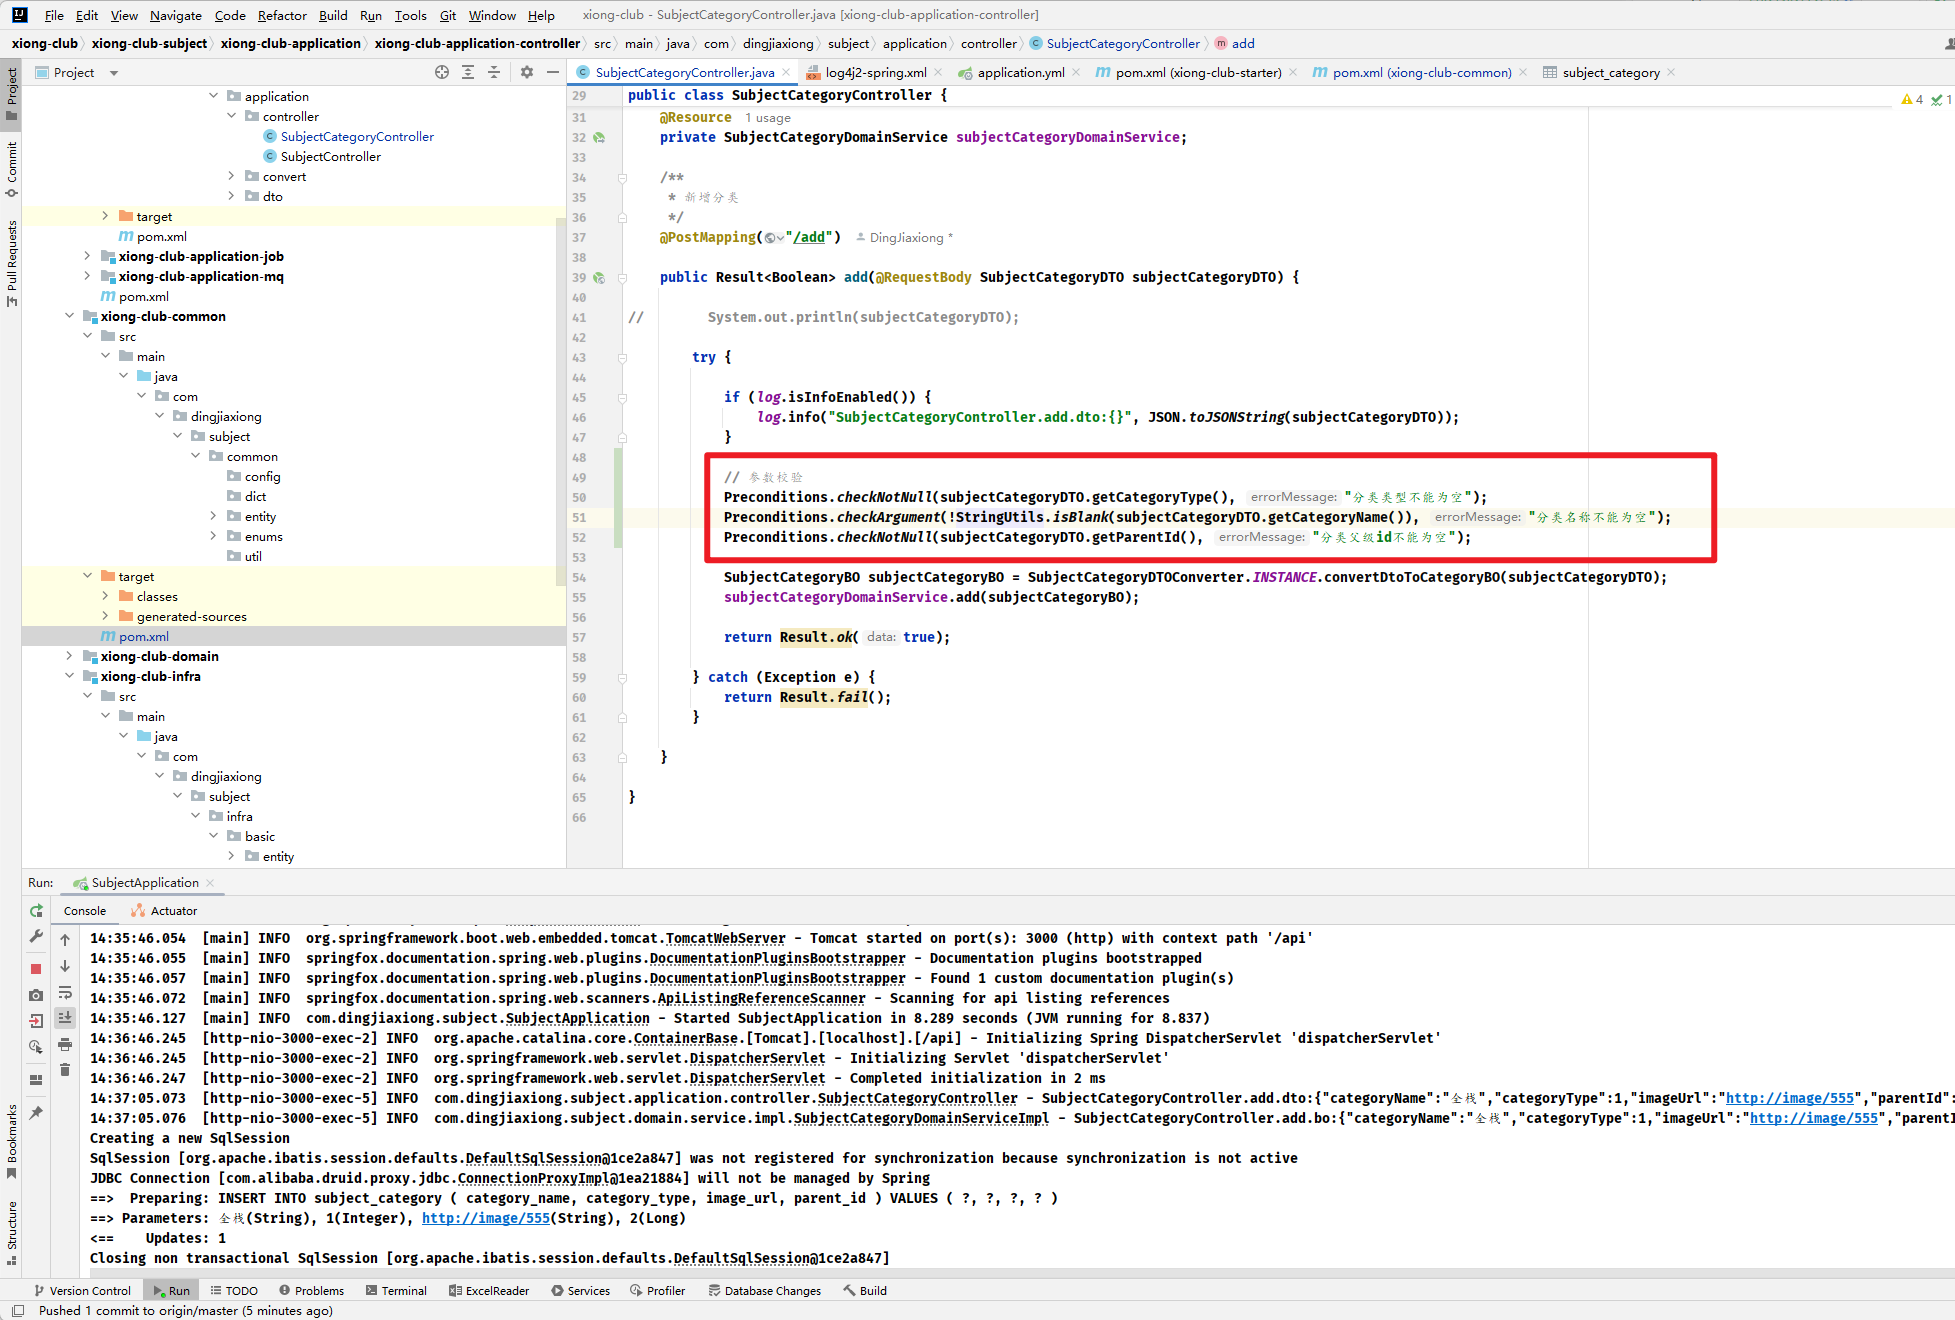 File Edit View Navigate Code Refactor Build Run Tools Git Window Help xiong-club - SubjectCategoryController.java [xiong-club-application-controller]
xiong-club xiong-club-subject xiong-club-application xiong-club-application-controller src main java com dingjiaxiong subject application controller SubjectCategoryController add
Project
SubjectCategoryController.java log4j2-spring.xml application.yml pom.xml (xiong-club-starter) pom.xml (xiong-club-common) subject_category
Project
Commit
Pull Requests
Bookmarks
Structure
application
controller
SubjectCategoryController
SubjectController
convert
dto
target
pom.xml
xiong-club-application-job
xiong-club-application-mq
pom.xml
xiong-club-common
src
main
java
com
dingjiaxiong
subject
common
config
dict
entity
enums
util
target
classes
generated-sources
pom.xml
xiong-club-domain
xiong-club-infra
src
main
java
com
dingjiaxiong
subject
infra
basic
entity
4 1
29 public class SubjectCategoryController {
31 @Resource 1 usage
32 private SubjectCategoryDomainService subjectCategoryDomainService;
33
34 /**
35 * 新增分类
36 */
37 @PostMapping("/add") DingJiaxiong *
38
39 public Result<Boolean> add(@RequestBody SubjectCategoryDTO subjectCategoryDTO) {
40
41 // System.out.println(subjectCategoryDTO);
42
43 try {
44
45 if (log.isInfoEnabled()) {
46 log.info("SubjectCategoryController.add.dto:{}", JSON.toJSONString(subjectCategoryDTO));
47 }
48
49 // 参数校验
50 Preconditions.checkNotNull(subjectCategoryDTO.getCategoryType(), errorMessage: "分类类型不能为空");
51 Preconditions.checkArgument(!StringUtils.isBlank(subjectCategoryDTO.getCategoryName()), errorMessage: "分类名称不能为空");
52 Preconditions.checkNotNull(subjectCategoryDTO.getParentId(), errorMessage: "分类父级id不能为空");
53
54 SubjectCategoryBO subjectCategoryBO = SubjectCategoryDTOConverter.INSTANCE.convertDtoToCategoryBO(subjectCategoryDTO);
55 subjectCategoryDomainService.add(subjectCategoryBO);
56
57 return Result.ok( data: true);
58
59 } catch (Exception e) {
60 return Result.fail();
61 }
62
63 }
64
65 }
66
Run: SubjectApplication
Console Actuator
14:35:46.054 [main] INFO org.springframework.boot.web.embedded.tomcat.TomcatWebServer - Tomcat started on port(s): 3000 (http) with context path '/api'
14:35:46.055 [main] INFO springfox.documentation.spring.web.plugins.DocumentationPluginsBootstrapper - Documentation plugins bootstrapped
14:35:46.057 [main] INFO springfox.documentation.spring.web.plugins.DocumentationPluginsBootstrapper - Found 1 custom documentation plugin(s)
14:35:46.072 [main] INFO springfox.documentation.spring.web.scanners.ApiListingReferenceScanner - Scanning for api listing references
14:35:46.127 [main] INFO com.dingjiaxiong.subject.SubjectApplication - Started SubjectApplication in 8.289 seconds (JVM running for 8.837)
14:36:46.245 [http-nio-3000-exec-2] INFO org.apache.catalina.core.ContainerBase.[Tomcat].[localhost].[/api] - Initializing Spring DispatcherServlet 'dispatcherServlet'
14:36:46.245 [http-nio-3000-exec-2] INFO org.springframework.web.servlet.DispatcherServlet - Initializing Servlet 'dispatcherServlet'
14:36:46.247 [http-nio-3000-exec-2] INFO org.springframework.web.servlet.DispatcherServlet - Completed initialization in 2 ms
14:37:05.073 [http-nio-3000-exec-5] INFO com.dingjiaxiong.subject.application.controller.SubjectCategoryController - SubjectCategoryController.add.dto:{"categoryName":"全栈","categoryType":1,"imageUrl":"http://image/555","parentId":
14:37:05.076 [http-nio-3000-exec-5] INFO com.dingjiaxiong.subject.domain.service.impl.SubjectCategoryDomainServiceImpl - SubjectCategoryController.add.bo:{"categoryName":"全栈","categoryType":1,"imageUrl":"http://image/555","parentI
Creating a new SqlSession
SqlSession [org.apache.ibatis.session.defaults.DefaultSqlSession@1ce2a847] was not registered for synchronization because synchronization is not active
JDBC Connection [com.alibaba.druid.proxy.jdbc.ConnectionProxyImpl@1ea21884] will not be managed by Spring
==> Preparing: INSERT INTO subject_category ( category_name, category_type, image_url, parent_id ) VALUES ( ?, ?, ?, ? )
==> Parameters: 全栈(String), 1(Integer), http://image/555(String), 2(Long)
<== Updates: 1
Closing non transactional SqlSession [org.apache.ibatis.session.defaults.DefaultSqlSession@1ce2a847]
Version Control Run TODO Problems Terminal ExcelReader Services Profiler Database Changes Build
Pushed 1 commit to origin/master (5 minutes ago)